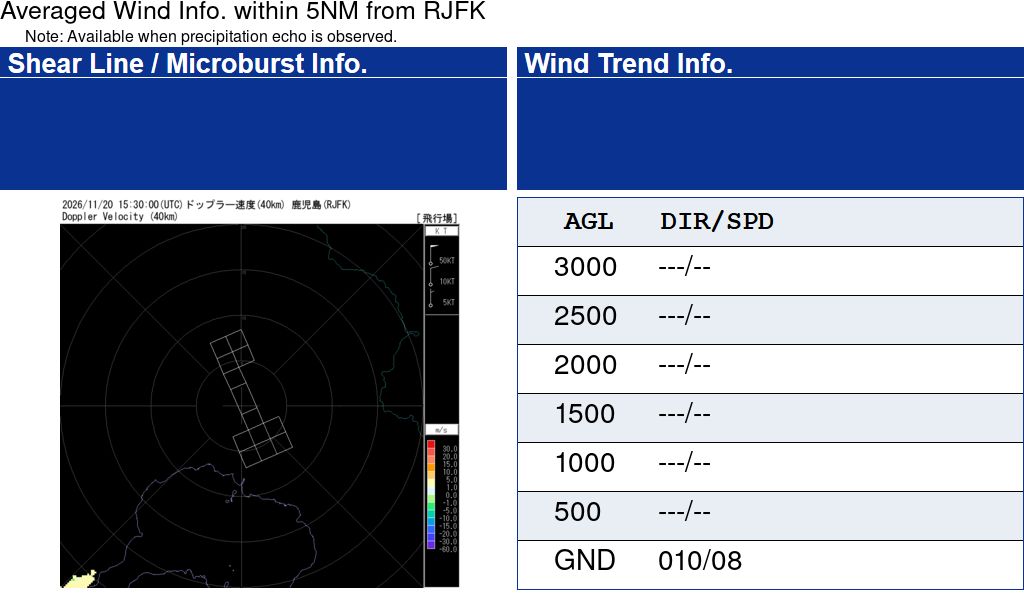 Averaged Wind Info. within 5NM from RJFK
Note: Available when precipitation echo is observed.
Shear Line / Microburst Info.
Wind Trend Info.
2026/11/20 15:30:00(UTC) ドップラー速度(40km) 鹿児島(RJFK)
Doppler Velocity (40km)
[飛行場]
KT
50KT
10KT
5KT
m/s
30.0
20.0
15.0
10.0
5.0
1.0
0.0
-1.0
-5.0
-10.0
-15.0
-20.0
-30.0
-60.0
AGL DIR/SPD
3000 ---/--
2500 ---/--
2000 ---/--
1500 ---/--
1000 ---/--
500 ---/--
GND 010/08